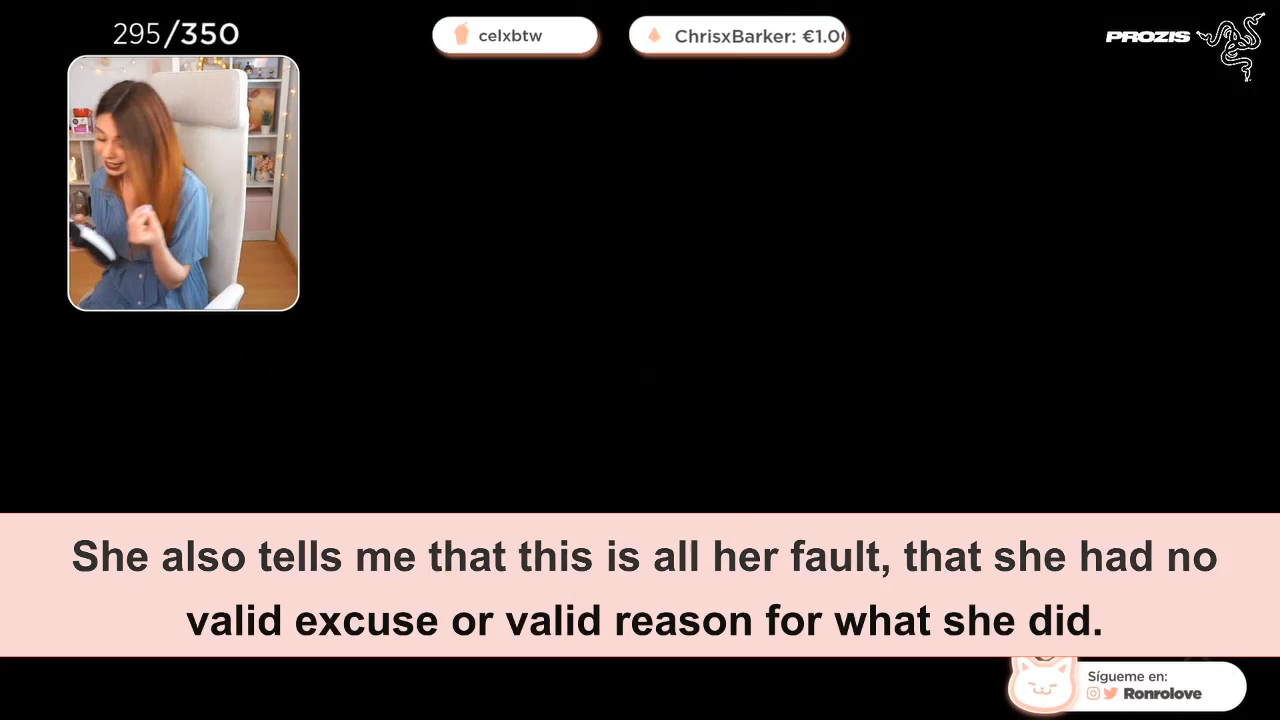 295/350
celxbtw
ChrisxBarker: €1.0
PROZIS
She also tells me that this is all her fault, that she had no
valid excuse or valid reason for what she did.
Sígueme en:
Ronrolove